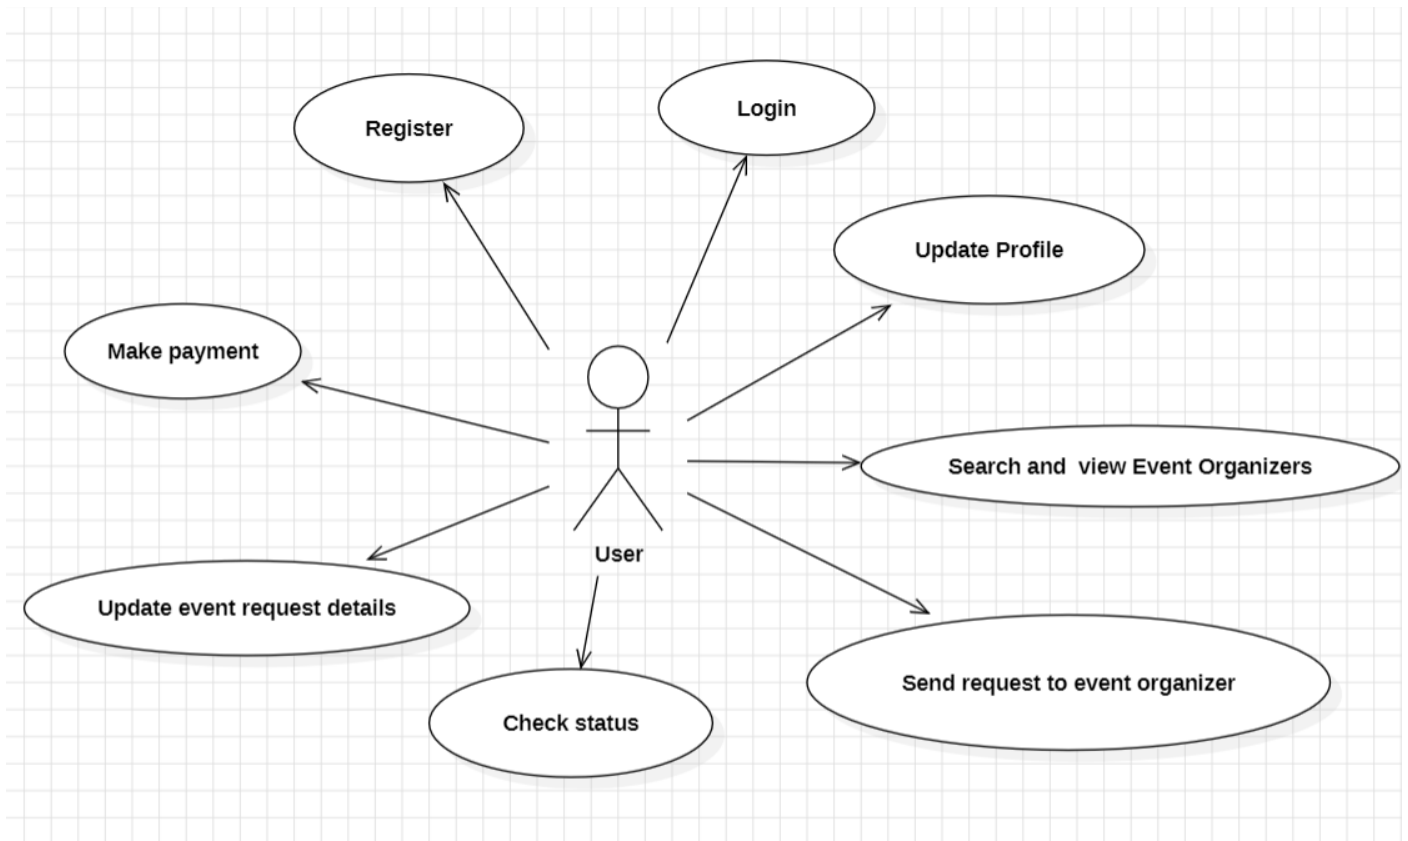 Login
Register
Update Profile
Make payment
Search and  view Event Organizers
User
Update event request details
Send request to event organizer
Check status